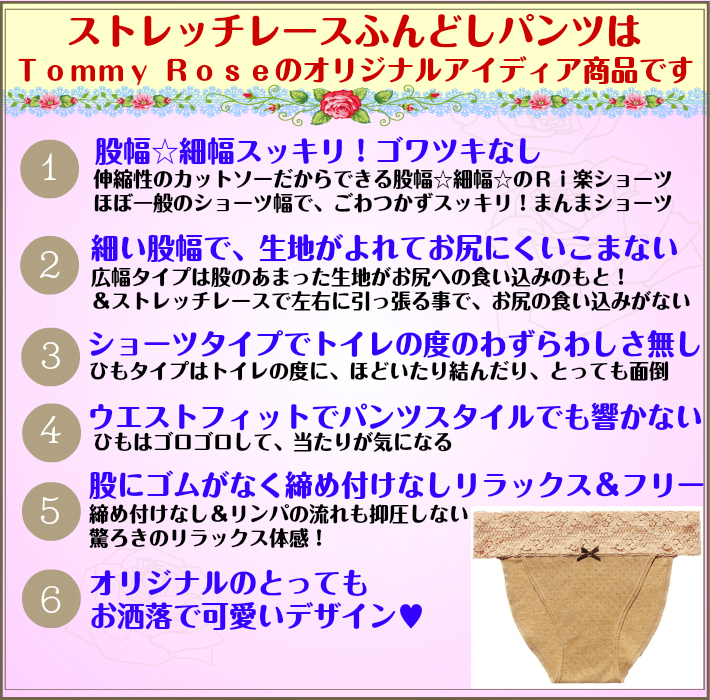 ストレッチレースふんどしパンツは
Ｔｏｍｍｙ Ｒｏｓｅのオリジナルアイディア商品です
1
股幅☆細幅スッキリ！ゴワツキなし
伸縮性のカットソーだからできる股幅☆細幅☆のＲｉ楽ショーツ
ほぼ一般のショーツ幅で、ごわつかずスッキリ！まんまショーツ
2
細い股幅で、生地がよれてお尻にくいこまない
広幅タイプは股のあまった生地がお尻への食い込みのもと！
＆ストレッチレースで左右に引っ張る事で、お尻の食い込みがない
3
ショーツタイプでトイレの度のわずらわしさ無し
ひもタイプはトイレの度に、ほどいたり結んだり、とっても面倒
4
ウエストフィットでパンツスタイルでも響かない
ひもはゴロゴロして、当たりが気になる
5
股にゴムがなく締め付けなしリラックス＆フリー
締め付けなし＆リンパの流れも抑圧しない
驚ろきのリラックス体感！
6
オリジナルのとっても
お洒落で可愛いデザイン♥